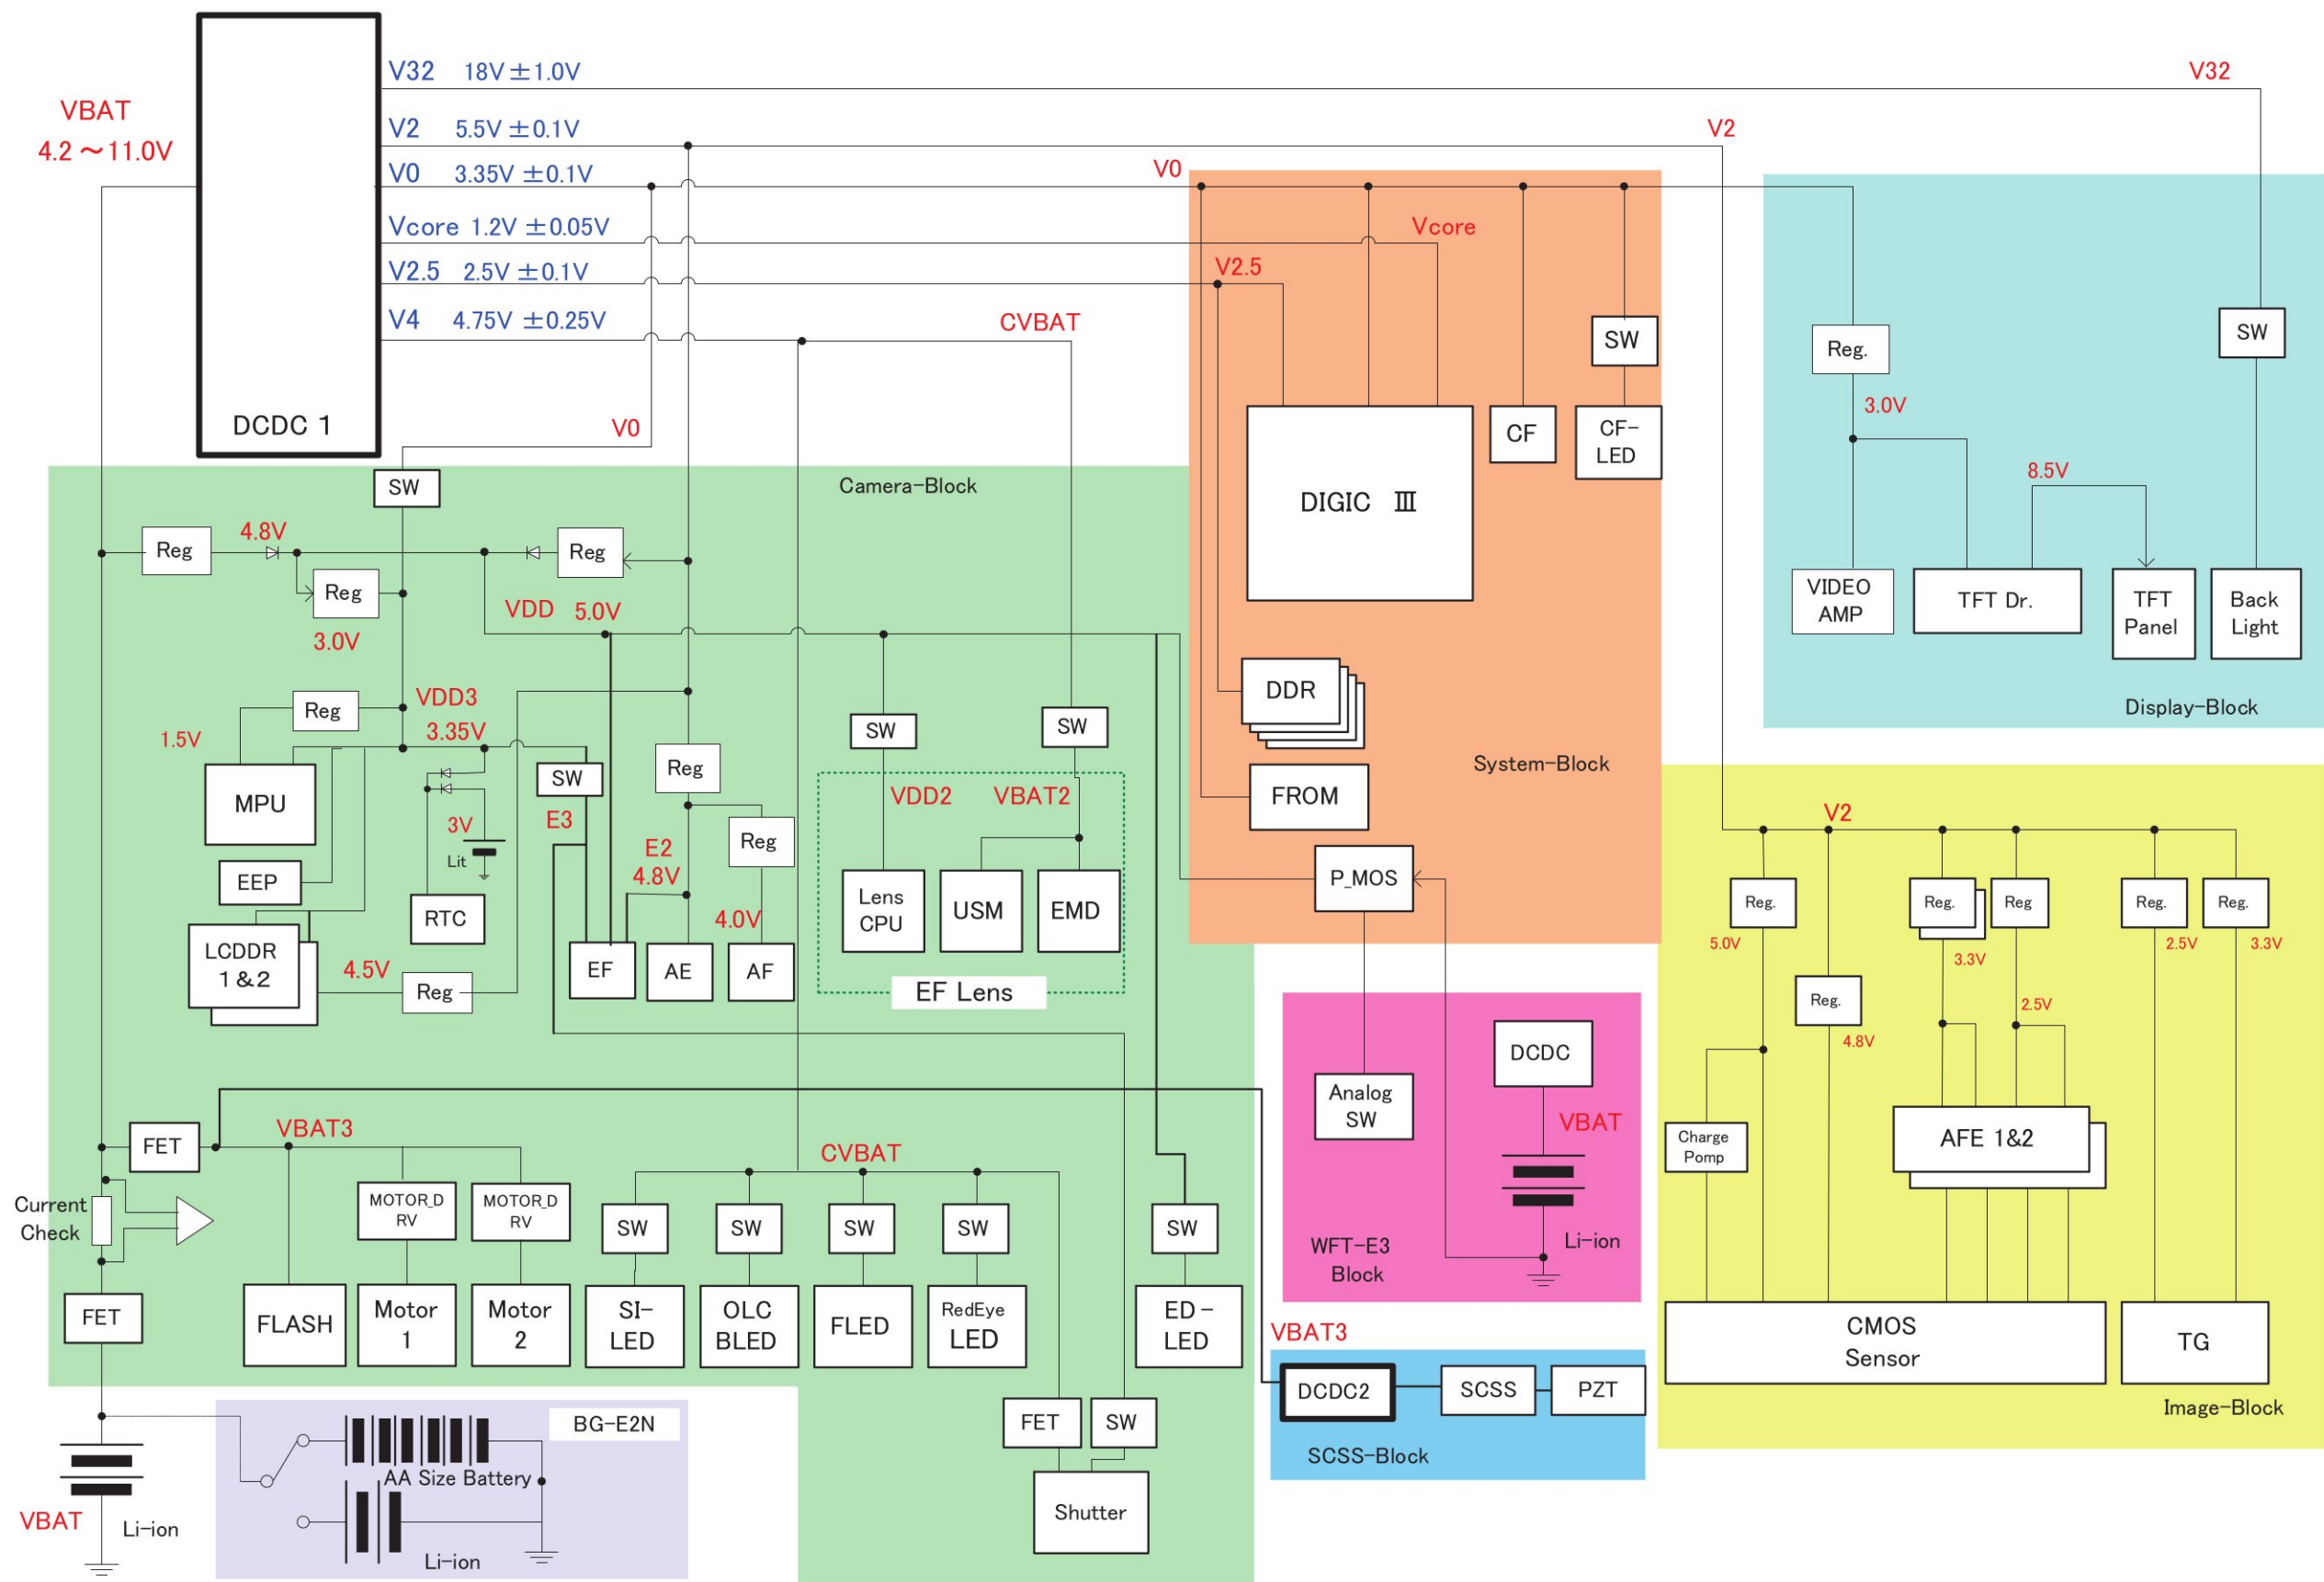 VBAT
4.2 ~11.0V
DCDC 1
V32 18V ±1.0V
V2 5.5V ±0.1V
V0 3.35V ±0.1V
Vcore 1.2V ±0.05V
V2.5 2.5V ±0.1V
V4 4.75V ±0.25V
V32
V2
V0
Vcore
V2.5
CVBAT
V0
Camera-Block
SW
Reg
4.8V
Reg
Reg
3.0V
VDD 5.0V
Reg
VDD3
3.35V
1.5V
MPU
EEP
LCDDR
1&2
4.5V
Reg
3V
Lit
RTC
SW
E3
Reg
E2
4.8V
Reg
4.0V
EF
AE
AF
SW
SW
VDD2
VBAT2
Lens
CPU
USM
EMD
EF Lens
SW
DIGIC Ⅲ
CF
CF-
LED
DDR
FROM
P_MOS
System-Block
Reg.
3.0V
8.5V
SW
VIDEO
AMP
TFT Dr.
TFT
Panel
Back
Light
Display-Block
V2
Reg.
5.0V
Reg.
4.8V
Reg.
3.3V
Reg
2.5V
Reg.
2.5V
Reg.
3.3V
Charge
Pomp
AFE 1&2
CMOS
Sensor
TG
Image-Block
DCDC
Analog
SW
VBAT
WFT-E3
Block
Li-ion
FET
VBAT3
Current
Check
FET
MOTOR_D
RV
MOTOR_D
RV
FLASH
Motor
1
Motor
2
CVBAT
SW
SW
SW
SW
SW
SI-
LED
OLC
BLED
FLED
RedEye
LED
ED-
LED
FET
SW
Shutter
VBAT3
DCDC2
SCSS
PZT
SCSS-Block
BG-E2N
AA Size Battery
Li-ion
VBAT
Li-ion